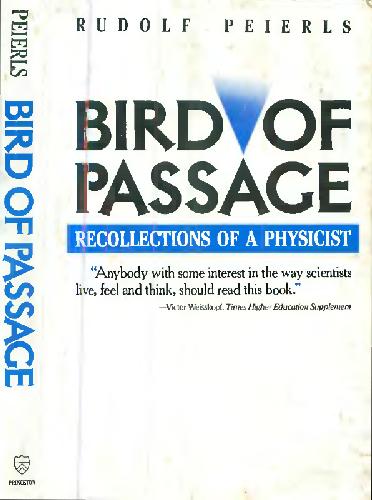 RUDOLF PEIERLS
BIRD OF
PASSAGE
RECOLLECTIONS OF A PHYSICIST
"Anybody with some interest in the way scientists
live, feel and think, should read this book."
—Victor Weisskopf, Times Higher Education Supplement
PEIERLS
BIRD OF PASSAGE
PRINCETON